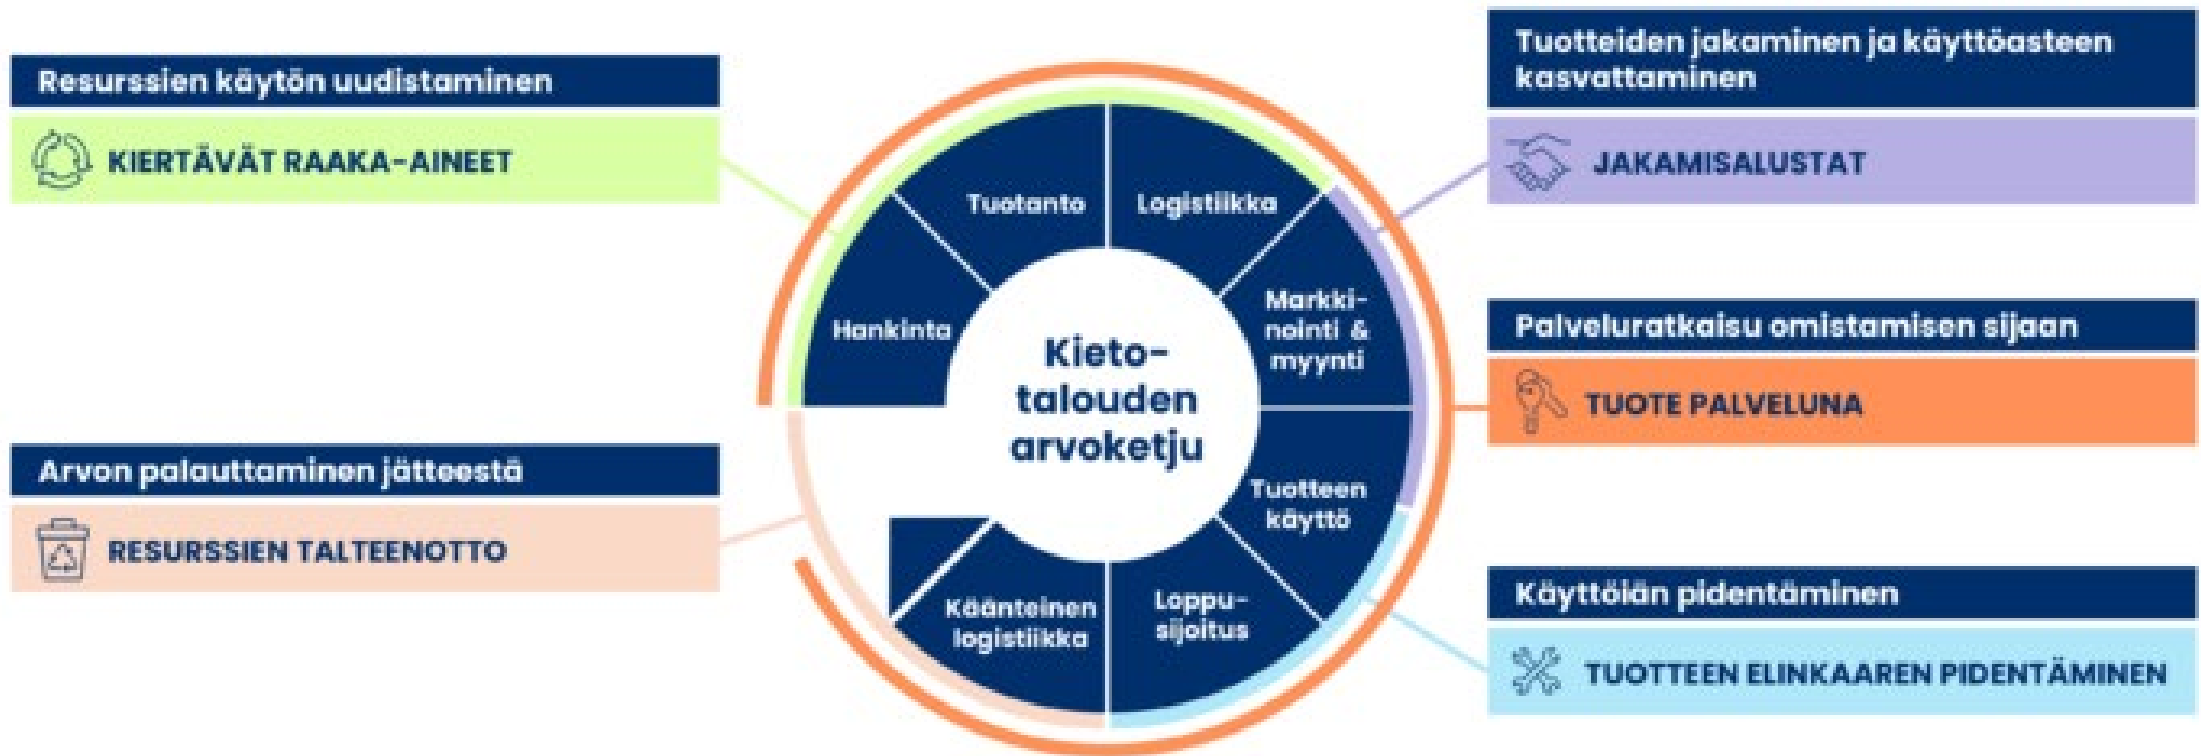 Resurssien käytön uudistaminen
KIERTÄVÄT RAAKA-AINEET
Arvon palauttaminen jätteestä
RESURSSIEN TALTEENOTTO
Tuotanto
Logistiikka
Hankinta
Markki-
nointi &
myynti
Kieto-
talouden
arvoketju
Tuotteen
käyttö
Käänteinen
logistiikka
Loppu-
sijoitus
Tuotteiden jakaminen ja käyttöasteen
kasvattaminen
JAKAMISALUSTAT
Palveluratkaisu omistamisen sijaan
TUOTE PALVELUNA
Käyttöiän pidentäminen
TUOTTEEN ELINKAAREN PIDENTÄMINEN